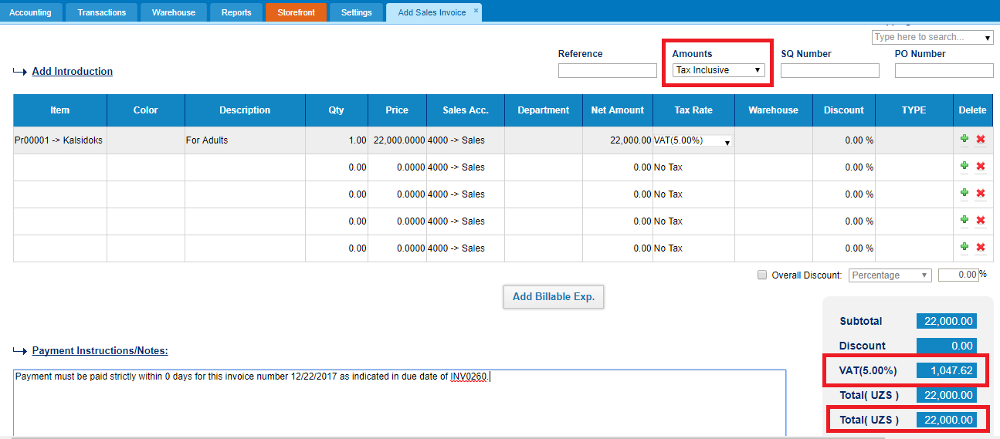 Accounting Transactions Warehouse Reports Storefront Settings Add Sales Invoice ×
Type here to search...
Reference Amounts SQ Number PO Number
Tax Inclusive
Add Introduction
Item Color Description Qty Price Sales Acc. Department Net Amount Tax Rate Warehouse Discount TYPE Delete
Pr00001 -> Kalsidoks For Adults 1.00 22,000.0000 4000 -> Sales 22,000.00 VAT(5.00%) 0.00 %
0.00 0.0000 4000 -> Sales 0.00 No Tax 0.00 %
0.00 0.0000 4000 -> Sales 0.00 No Tax 0.00 %
0.00 0.0000 4000 -> Sales 0.00 No Tax 0.00 %
0.00 0.0000 4000 -> Sales 0.00 No Tax 0.00 %
Overall Discount: Percentage 0.00 %
Add Billable Exp.
Subtotal 22,000.00
Discount 0.00
Payment Instructions/Notes:
VAT(5.00%) 1,047.62
Payment must be paid strictly within 0 days for this invoice number 12/22/2017 as indicated in due date of INV0260.
Total( UZS ) 22,000.00
Total( UZS ) 22,000.00